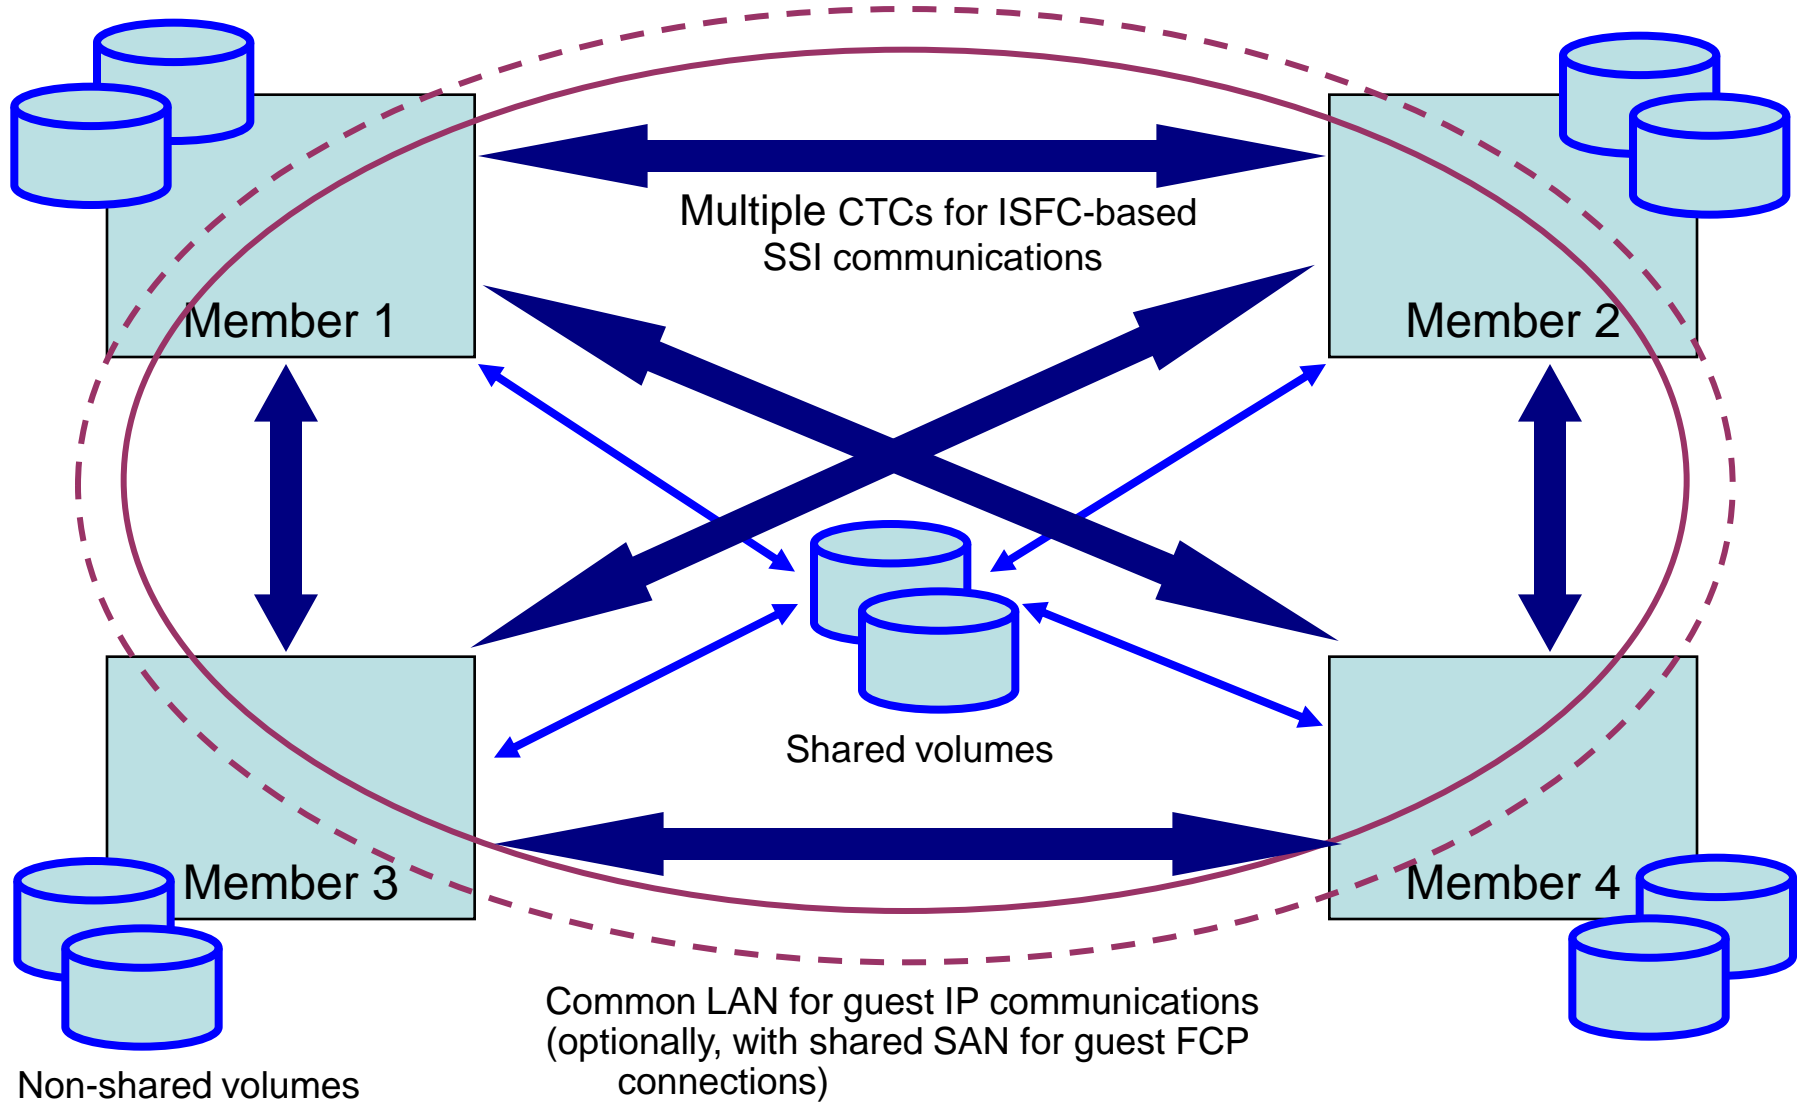 Multiple CTCs for ISFC-based
SSI communications
Member 1
Member 2
Shared volumes
Member 3
Member 4
Common LAN for guest IP communications
(optionally, with shared SAN for guest FCP
connections)
Non-shared volumes